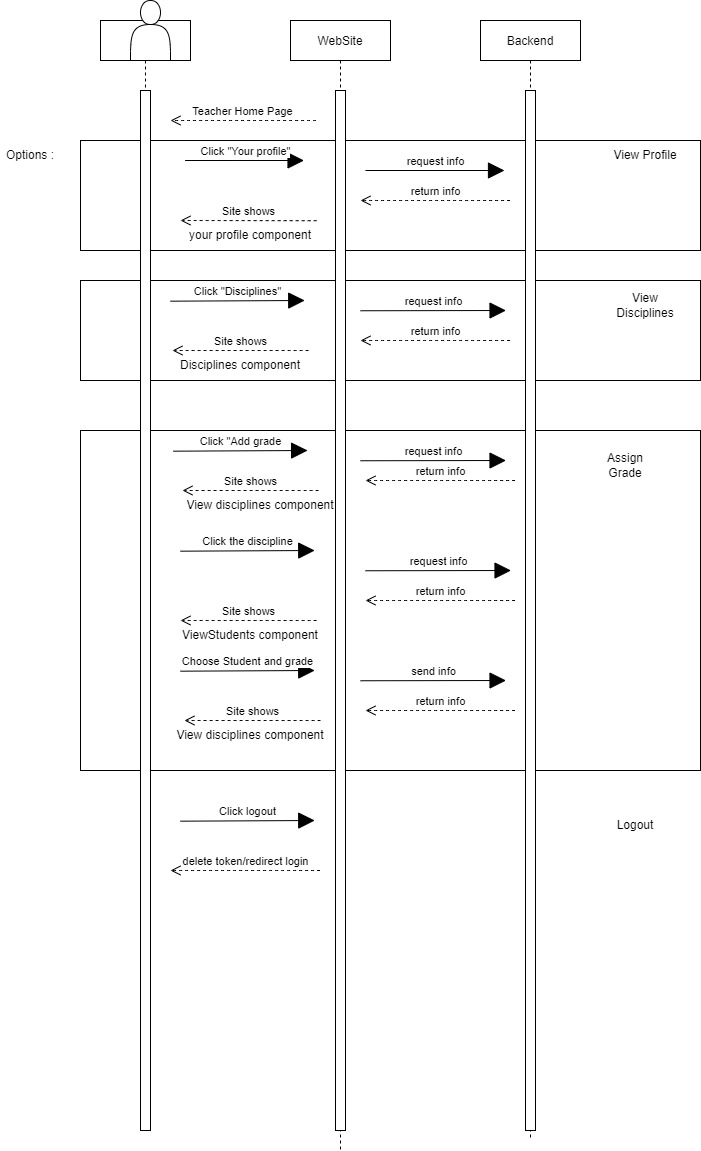 WebSite
Backend
Teacher Home Page
Options :
Click "Your profile"
request info
View Profile
return info
Site shows
your profile component
Click "Disciplines"
request info
View
Disciplines
return info
Site shows
Disciplines component
Click "Add grade
request info
Assign
Grade
return info
Site shows
View disciplines component
Click the discipline
request info
return info
Site shows
ViewStudents component
Choose Student and grade
send info
return info
Site shows
View disciplines component
Click logout
Logout
delete token/redirect login